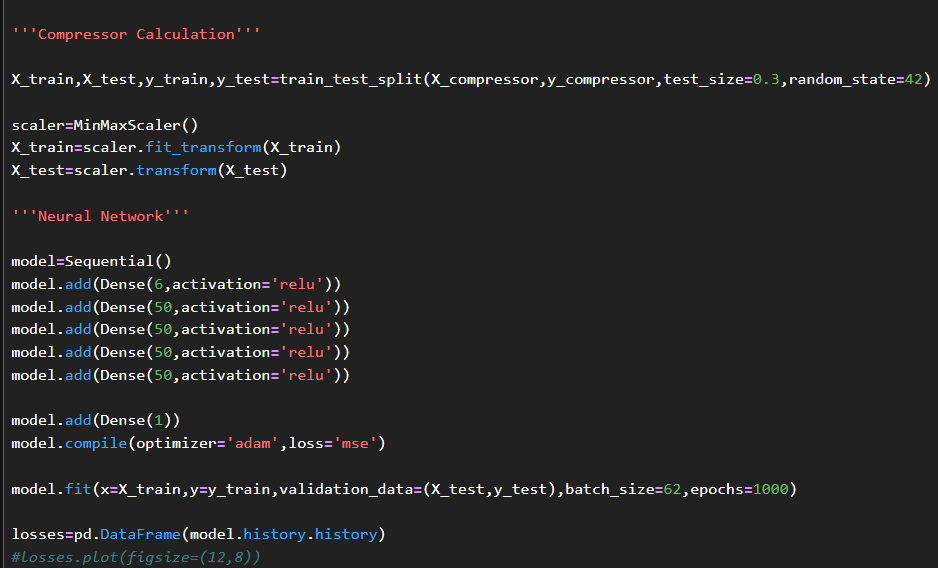 '''Compressor Calculation'''
X_train,X_test,y_train,y_test=train_test_split(X_compressor,y_compressor,test_size=0.3,random_state=42)
scaler=MinMaxScaler()
X_train=scaler.fit_transform(X_train)
X_test=scaler.transform(X_test)
'''Neural Network'''
model=Sequential()
model.add(Dense(6,activation='relu'))
model.add(Dense(50,activation='relu'))
model.add(Dense(50,activation='relu'))
model.add(Dense(50,activation='relu'))
model.add(Dense(50,activation='relu'))
model.add(Dense(1))
model.compile(optimizer='adam',loss='mse')
model.fit(x=X_train,y=y_train,validation_data=(X_test,y_test),batch_size=62,epochs=1000)
losses=pd.DataFrame(model.history.history)
#losses.plot(figsize=(12,8))